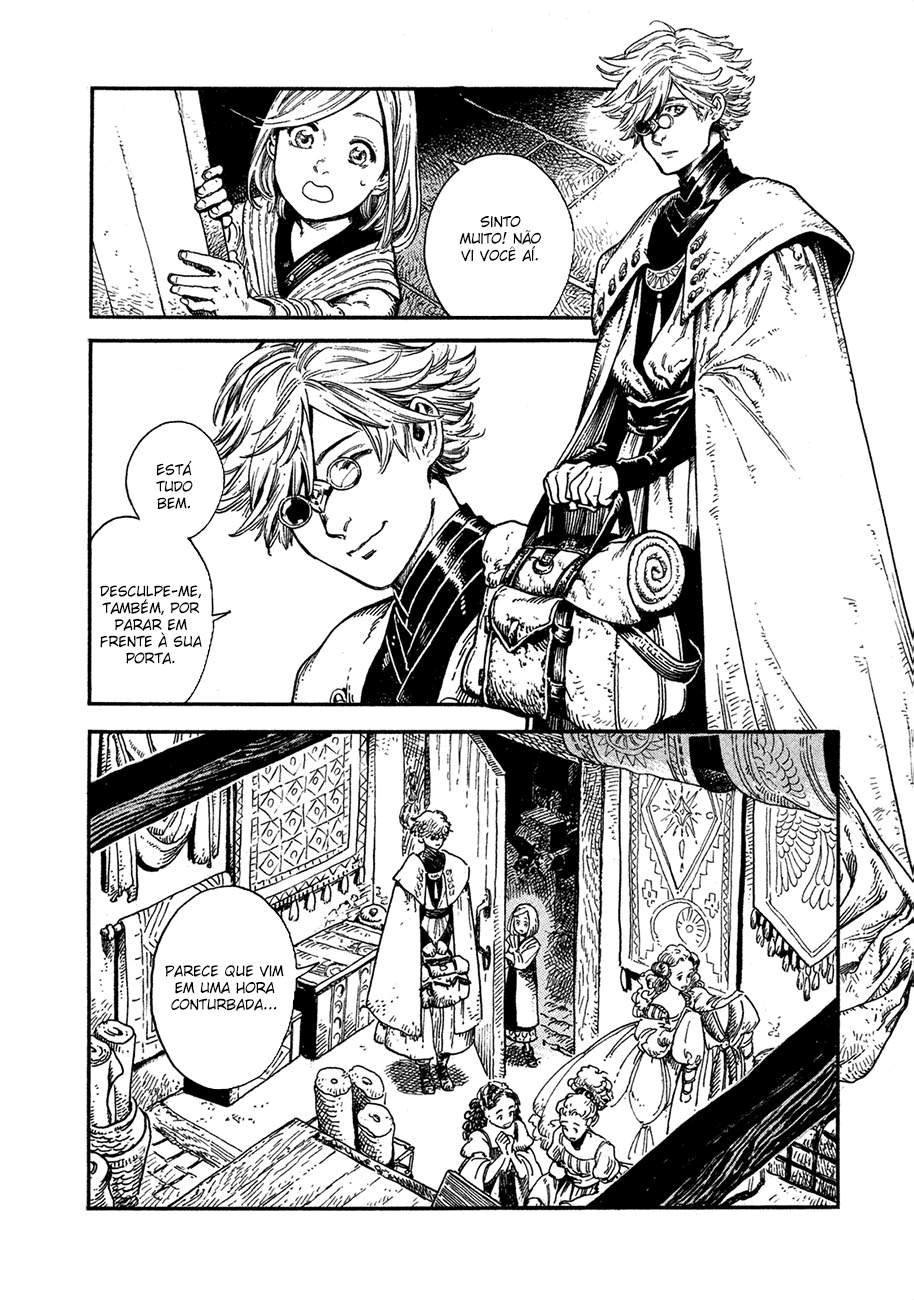 SINTO
MUITO! NÃO
VI VOCÊ AÍ.
ESTÁ
TUDO
BEM.
DESCULPE-ME,
TAMBÉM, POR
PARAR EM
FRENTE À SUA
PORTA.
PARECE QUE VIM
EM UMA HORA
CONTURBADA...